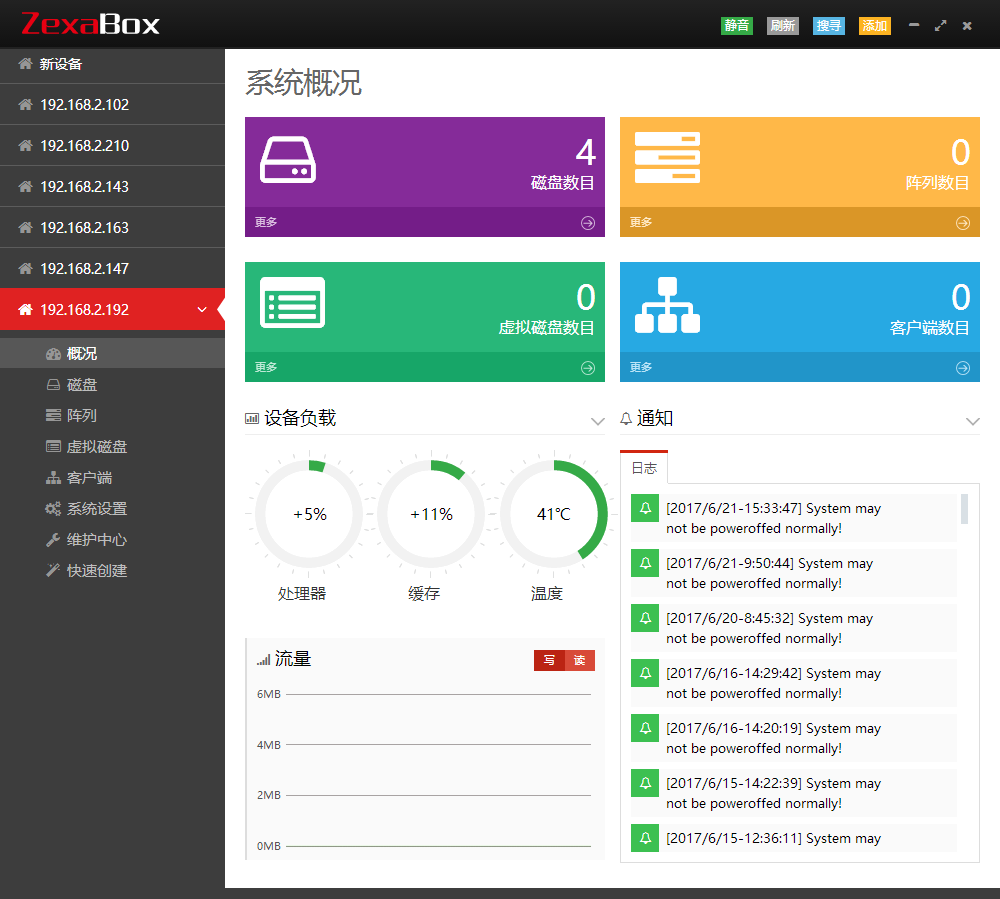 ZexaBox
静音 刷新 搜寻 添加
新设备
192.168.2.102
192.168.2.210
192.168.2.143
192.168.2.163
192.168.2.147
192.168.2.192
概况
磁盘
阵列
虚拟磁盘
客户端
系统设置
维护中心
快速创建
系统概况
4
磁盘数目
更多
0
阵列数目
更多
0
虚拟磁盘数目
更多
0
客户端数目
更多
设备负载
+5% +11% 41℃
处理器 缓存 温度
流量
写 读
6MB
4MB
2MB
0MB
通知
日志
[2017/6/21-15:33:47] System may
not be poweroffed normally!
[2017/6/21-9:50:44] System may
not be poweroffed normally!
[2017/6/20-8:45:32] System may
not be poweroffed normally!
[2017/6/16-14:29:42] System may
not be poweroffed normally!
[2017/6/16-14:20:19] System may
not be poweroffed normally!
[2017/6/15-14:22:39] System may
not be poweroffed normally!
[2017/6/15-12:36:11] System may